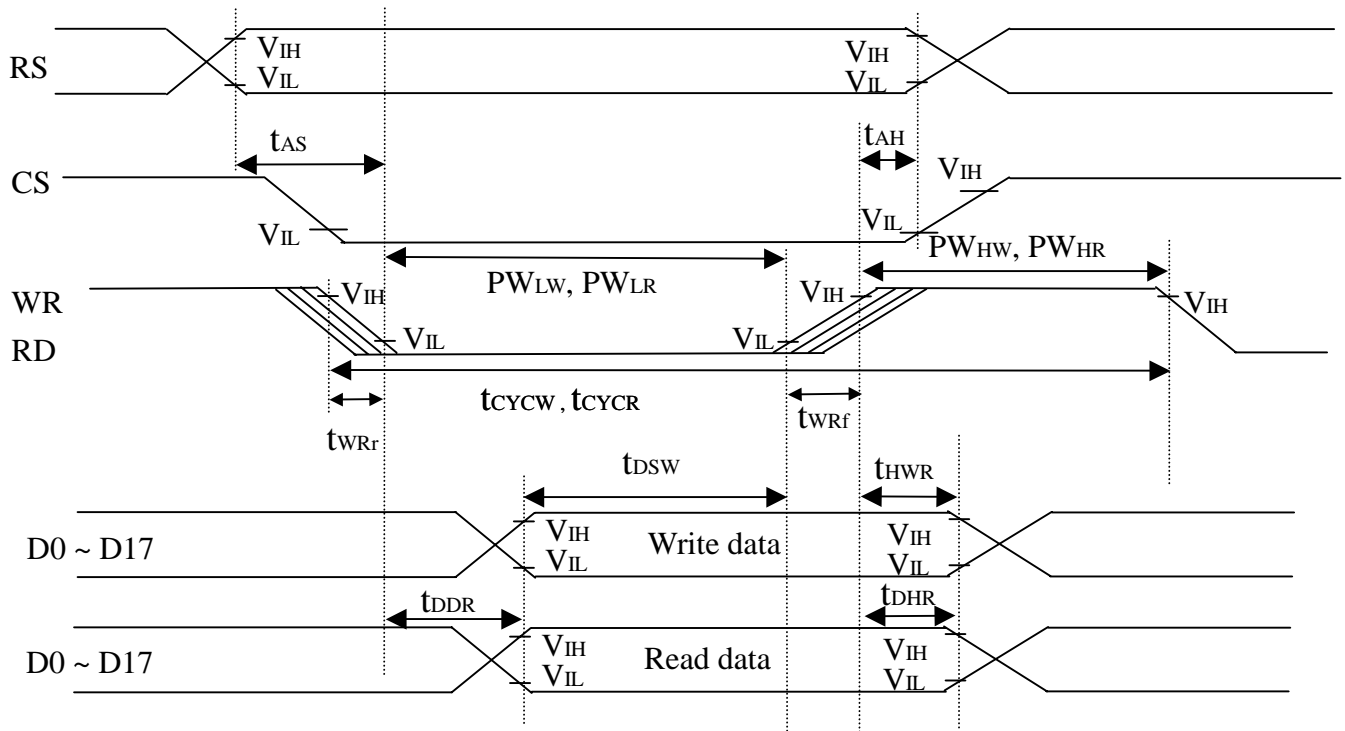 RS
VIH
VIL
VIH
VIL
tAS
tAH
CS
VIL
VIH
VIL
PWLW, PWLR
PWHW, PWHR
WR
RD
VIH
VIL
VIL
VIH
VIH
tCYCW , tCYCR
tWRr
tWRf
tDSW
tHWR
D0 ~ D17
VIH
VIL
Write data
VIH
VIL
tDDR
tDHR
D0 ~ D17
VIH
VIL
Read data
VIH
VIL